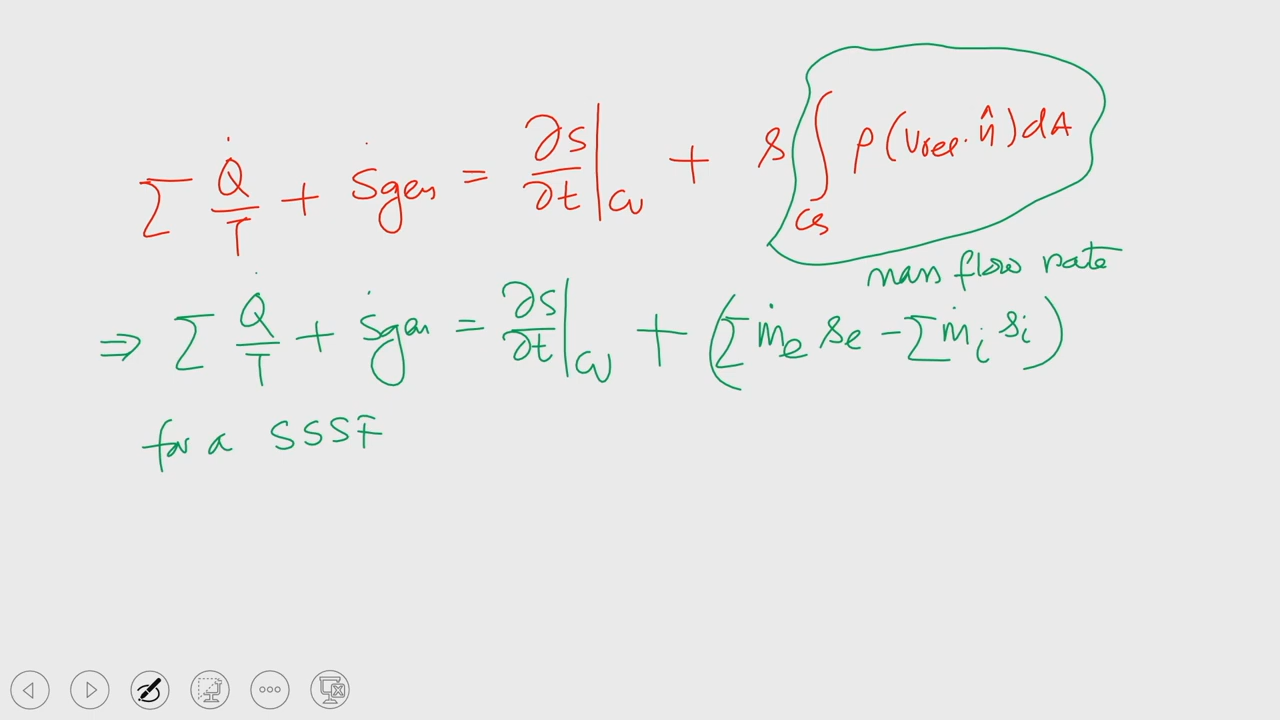 ∑ Q̇/T + Ṡgen = ∂S/∂t|cv + s ∫cs ρ(Vrel · n̂) dA
mass flow rate
⇒ ∑ Q̇/T + Ṡgen = ∂S/∂t|cv + (∑ ṁe se − ∑ ṁi si)
for a SSSF